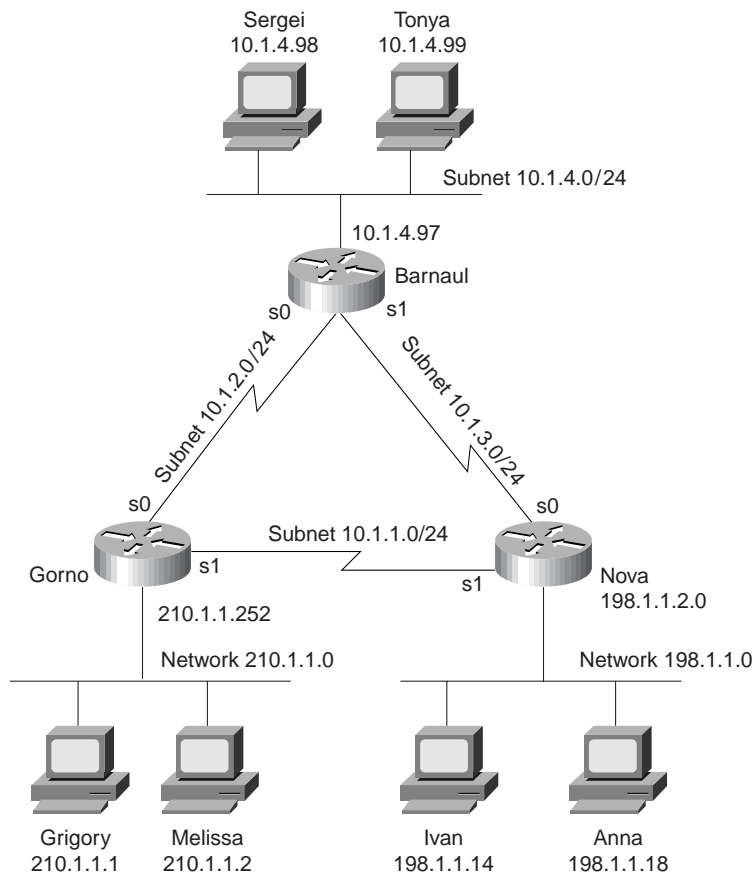 Sergei
10.1.4.98
Tonya
10.1.4.99
Subnet 10.1.4.0/24
10.1.4.97
Barnaul
s0
s1
Subnet 10.1.2.0/24
Subnet 10.1.3.0/24
s0
s0
Subnet 10.1.1.0/24
Gorno
s1
s1
Nova
198.1.1.2.0
210.1.1.252
Network 210.1.1.0
Network 198.1.1.0
Grigory
210.1.1.1
Melissa
210.1.1.2
Ivan
198.1.1.14
Anna
198.1.1.18